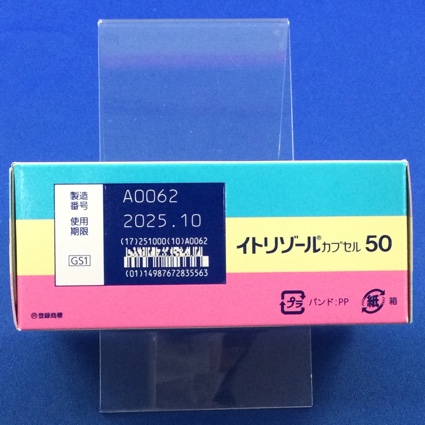 製造
番号
A0062
使用
期限
2025.10
(17)251000(10)A0062
GS1
(01)14987672835563
イトリゾール®カプセル 50
プラ
バンド:PP
紙
箱
Ⓡ登録商標